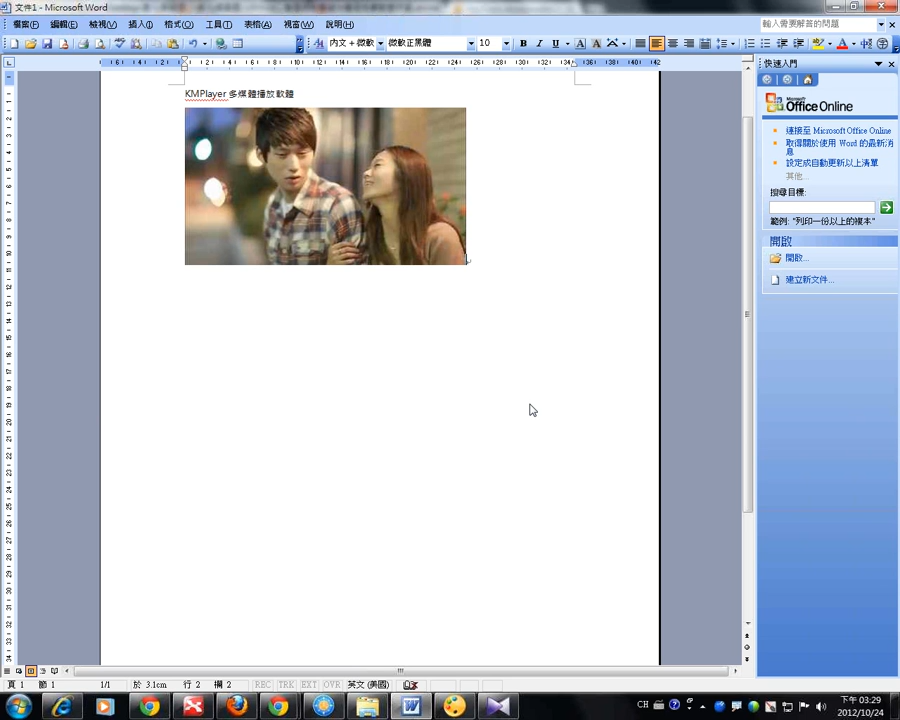 文件1 - Microsoft Word
檔案(F) 編輯(E) 檢視(V) 插入(I) 格式(O) 工具(T) 表格(A) 視窗(W) 說明(H) 輸入需要解答的問題
內文 + 微軟 微軟正黑體 10 B I U A A
快速入門
Microsoft Office Online
連接至 Microsoft Office Online
取得關於使用 Word 的最新消息
設定成自動更新以上清單
其他...
搜尋目標:
範例: "列印一份以上的複本"
開啟
開啟...
建立新文件...
KMPlayer 多媒體播放軟體
頁 1 節 1 1/1 於 3.1cm 行 2 欄 2 REC TRK EXT OVR 英文 (美國)
CH
下午 03:29
2012/10/24